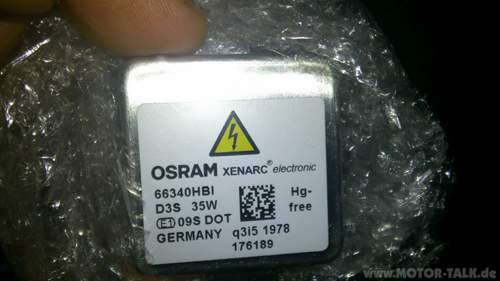 OSRAM XENARC® electronic
66340HBI
Hg-
D3S 35W
free
E1 09S DOT
GERMANY q3i5 1978
176189
www.MOTOR-TALK.de